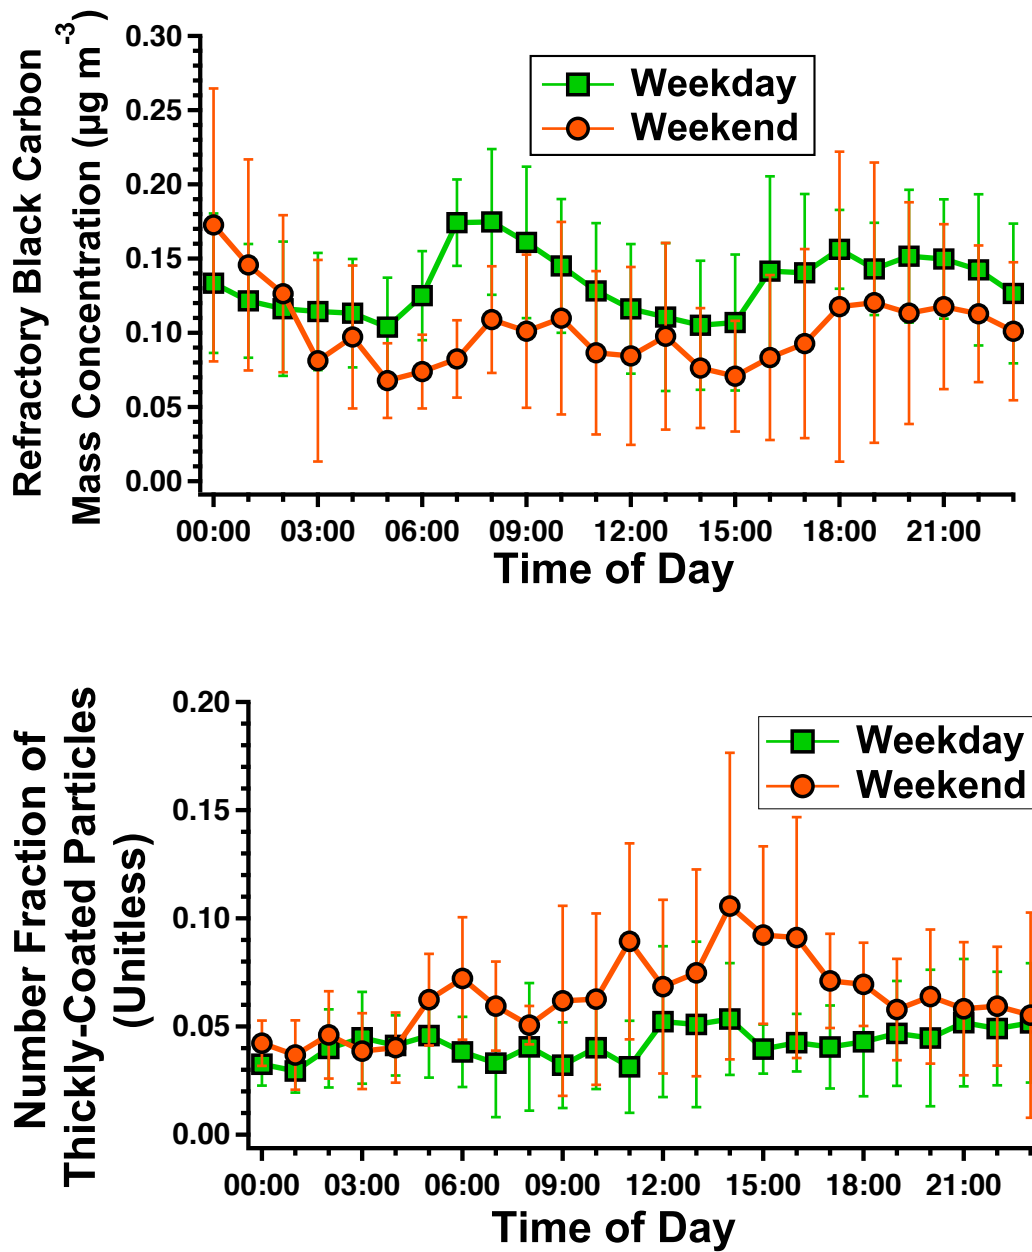 Refractory Black Carbon
Mass Concentration (µg m⁻³)
0.30
0.25
0.20
0.15
0.10
0.05
0.00
Weekday
Weekend
00:00 03:00 06:00 09:00 12:00 15:00 18:00 21:00
Time of Day
Number Fraction of
Thickly-Coated Particles
(Unitless)
0.20
0.15
0.10
0.05
0.00
Weekday
Weekend
00:00 03:00 06:00 09:00 12:00 15:00 18:00 21:00
Time of Day